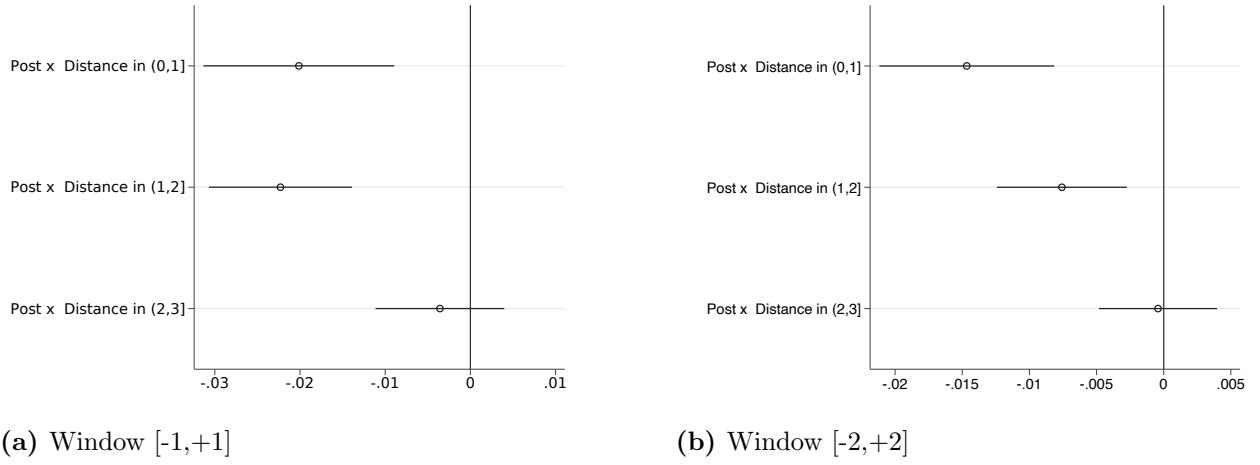 Post x  Distance in (0,1]
Post x  Distance in (1,2]
Post x  Distance in (2,3]
-.03 -.02 -.01 0 .01
(a) Window [-1,+1]
Post x  Distance in (0,1]
Post x  Distance in (1,2]
Post x  Distance in (2,3]
-.02 -.015 -.01 -.005 0 .005
(b) Window [-2,+2]